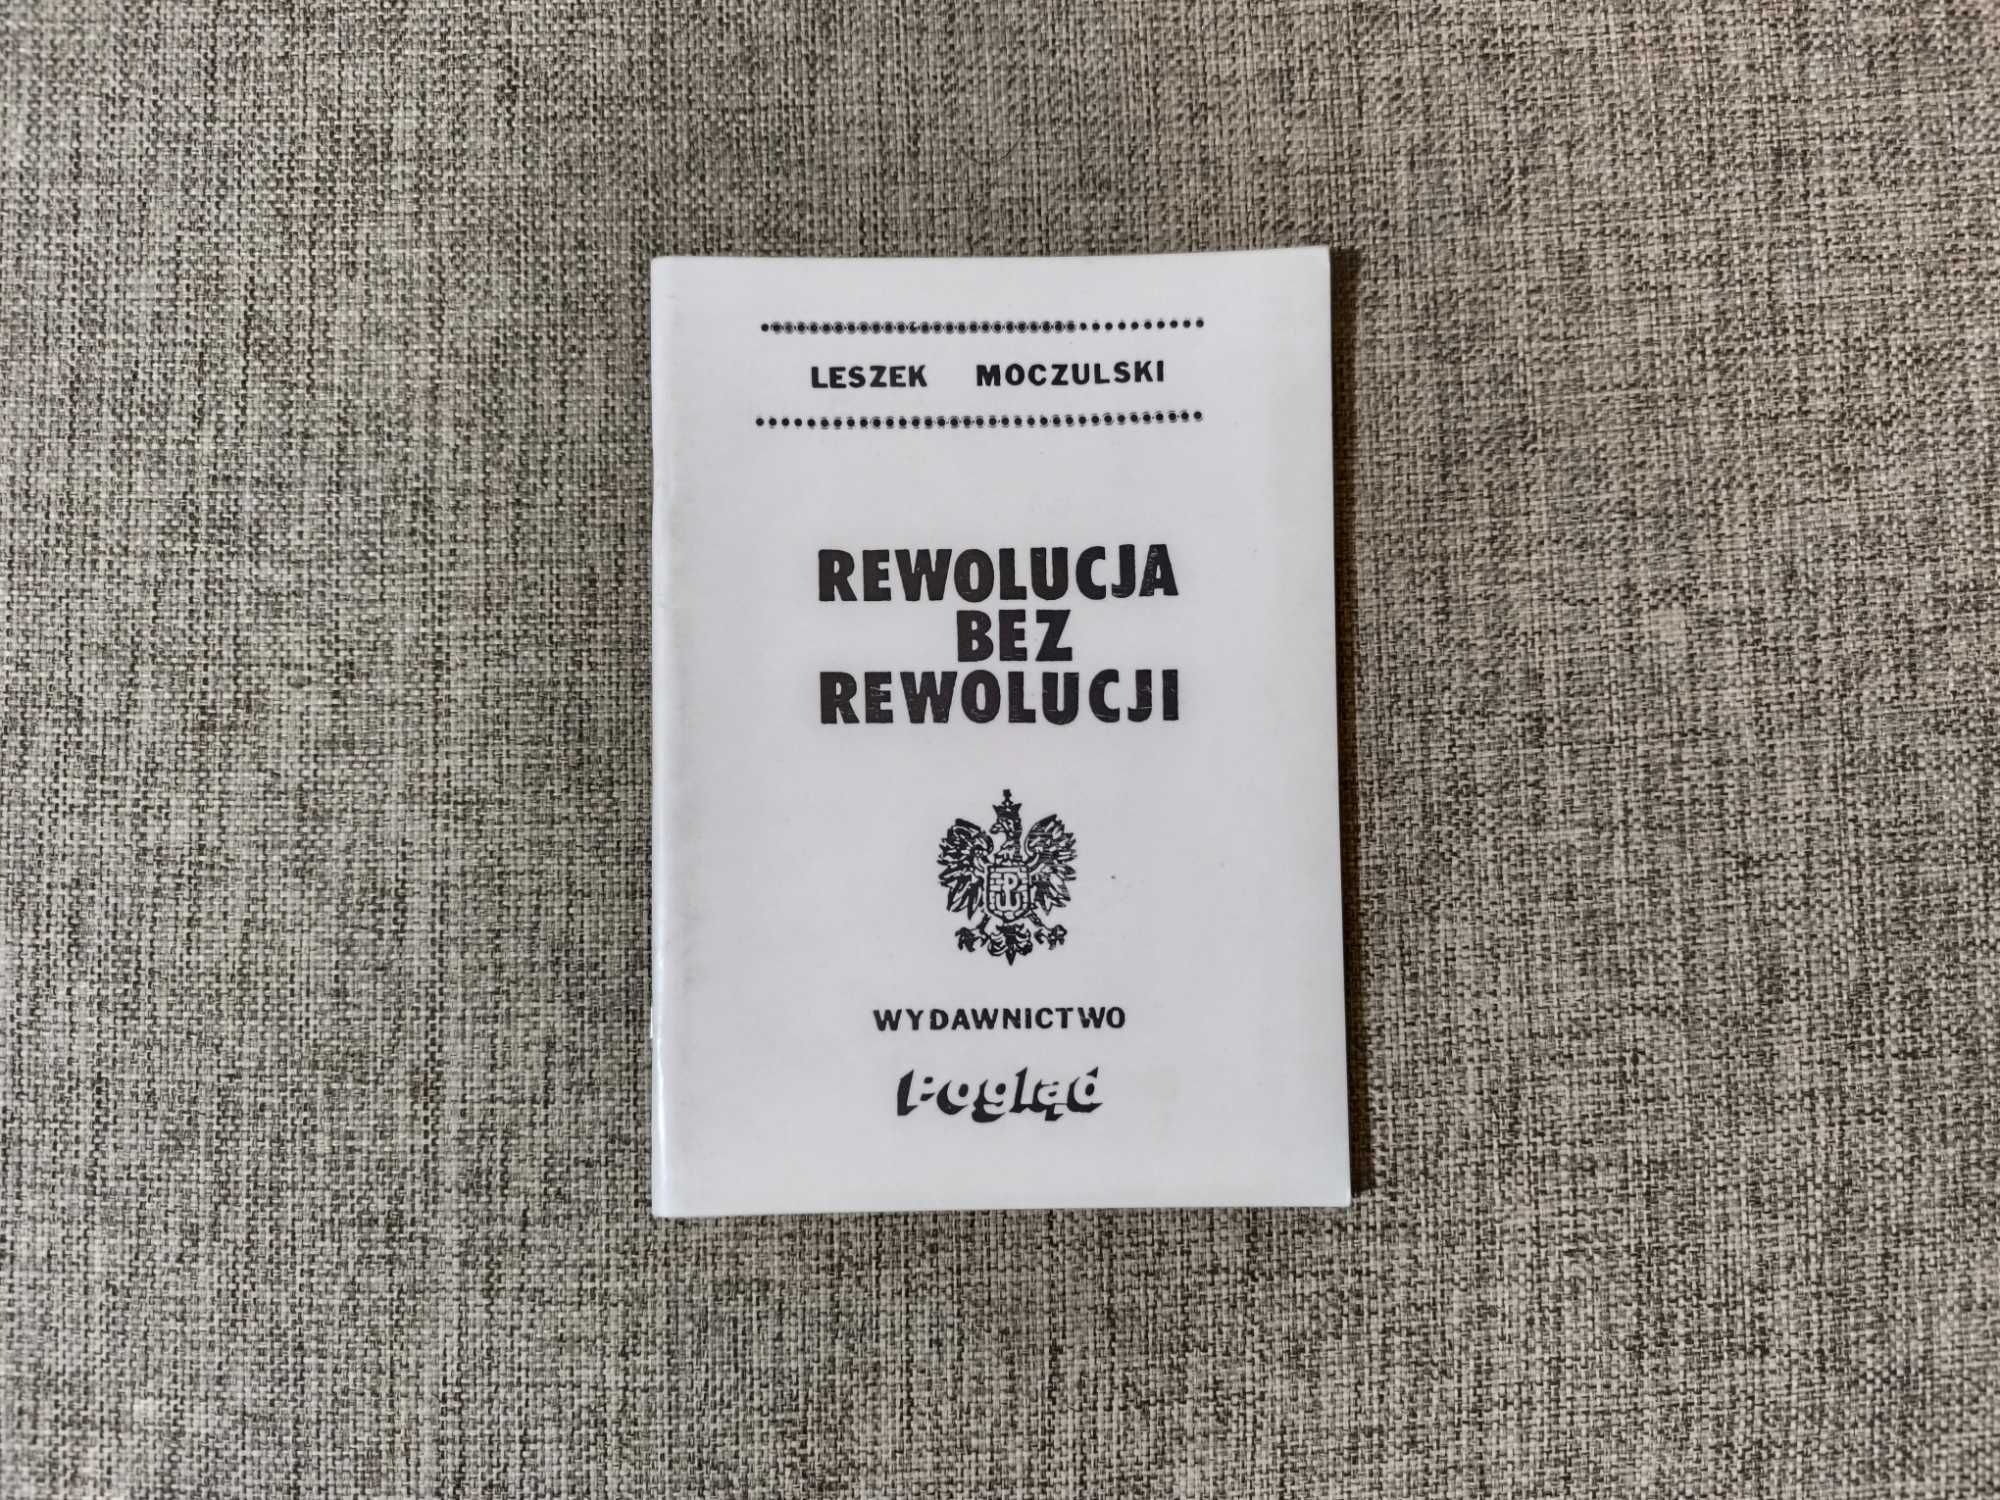 LESZEK MOCZULSKI
REWOLUCJA
BEZ
REWOLUCJI
WYDAWNICTWO
Pogląd